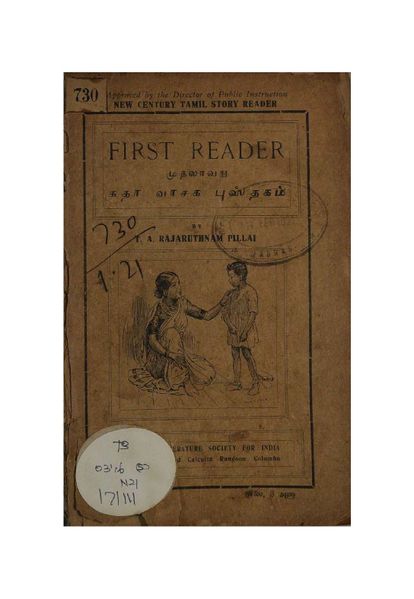 730
Approved by the Director of Public Instruction
NEW CENTURY TAMIL STORY READER
FIRST READER
முதலாவது
கதா வாசக புஸ்தகம்
BY
T. A. RAJARUTHNAM PILLAI
730
1.21
LITERATURE SOCIETY FOR INDIA
Calcutta Rangoon, Colombo
N21